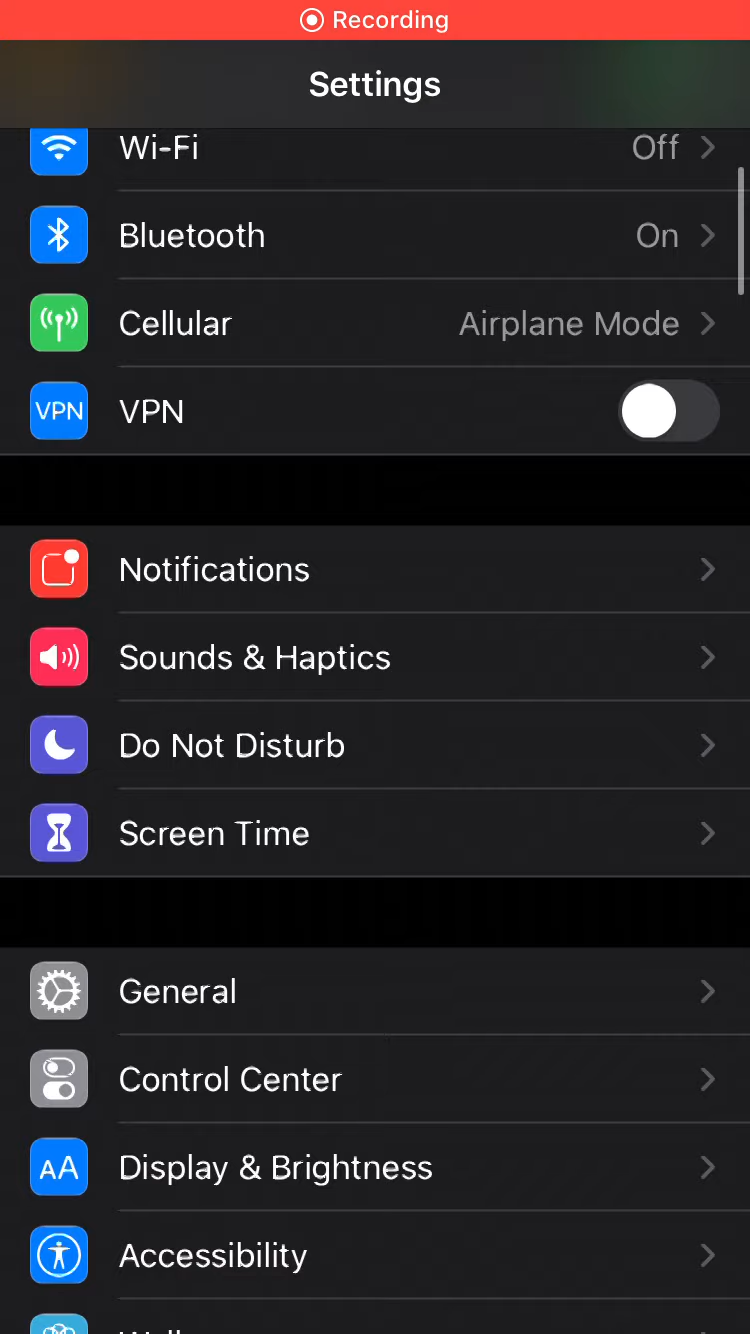 Recording
Settings
Wi-Fi Off
Bluetooth On
Cellular Airplane Mode
VPN VPN
Notifications
Sounds & Haptics
Do Not Disturb
Screen Time
General
Control Center
AA Display & Brightness
Accessibility